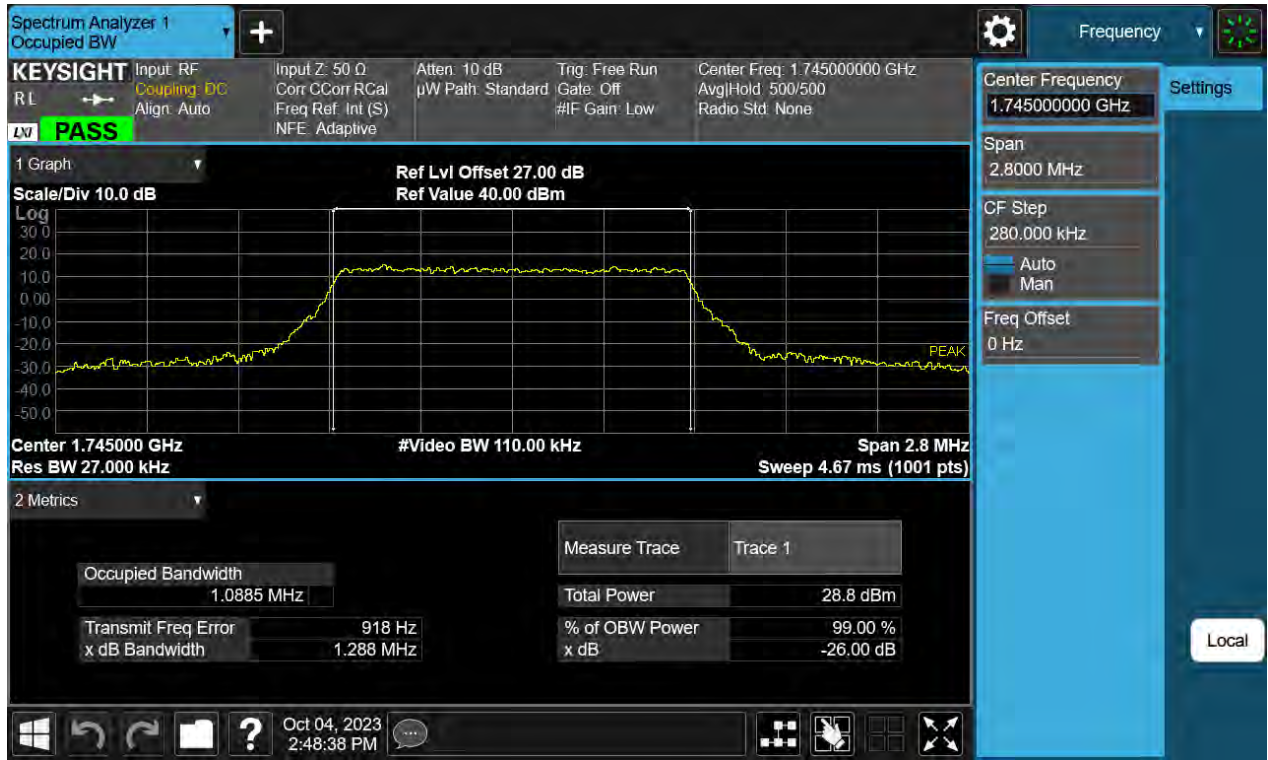 Spectrum Analyzer 1
Occupied BW
+
Frequency
KEYSIGHT
RL
LXI
PASS
Input: RF
Coupling: DC
Align: Auto
Input Z: 50 Ω
Corr CCorr RCal
Freq Ref: Int (S)
NFE: Adaptive
Atten: 10 dB
µW Path: Standard
Trig: Free Run
Gate: Off
#IF Gain: Low
Center Freq: 1.745000000 GHz
Avg|Hold: 500/500
Radio Std: None
Center Frequency
1.745000000 GHz
Settings
Span
2.8000 MHz
CF Step
280.000 kHz
Auto
Man
Freq Offset
0 Hz
Local
1 Graph
Scale/Div 10.0 dB
Ref Lvl Offset 27.00 dB
Ref Value 40.00 dBm
Log
30.0
20.0
10.0
0.00
-10.0
-20.0
-30.0
-40.0
-50.0
PEAK
Center 1.745000 GHz
#Video BW 110.00 kHz
Span 2.8 MHz
Res BW 27.000 kHz
Sweep 4.67 ms (1001 pts)
2 Metrics
Measure Trace
Trace 1
Occupied Bandwidth
1.0885 MHz
Total Power
28.8 dBm
Transmit Freq Error
918 Hz
% of OBW Power
99.00 %
x dB Bandwidth
1.288 MHz
x dB
-26.00 dB
?
Oct 04, 2023
2:48:38 PM